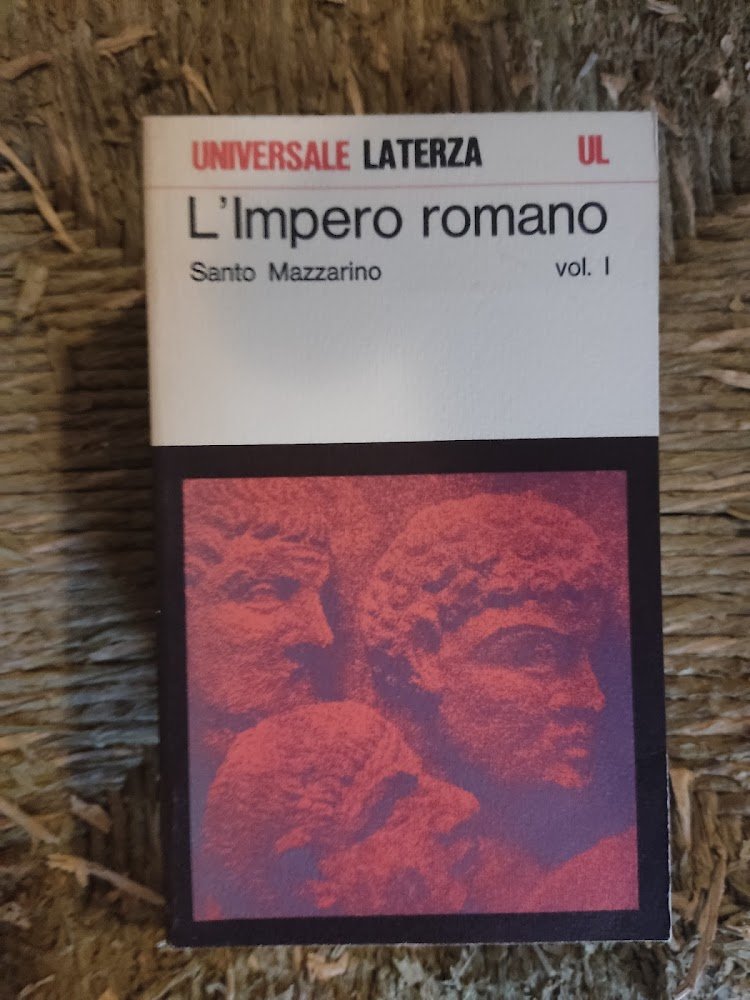 UNIVERSALE LATERZA UL
L'Impero romano
Santo Mazzarino vol. I